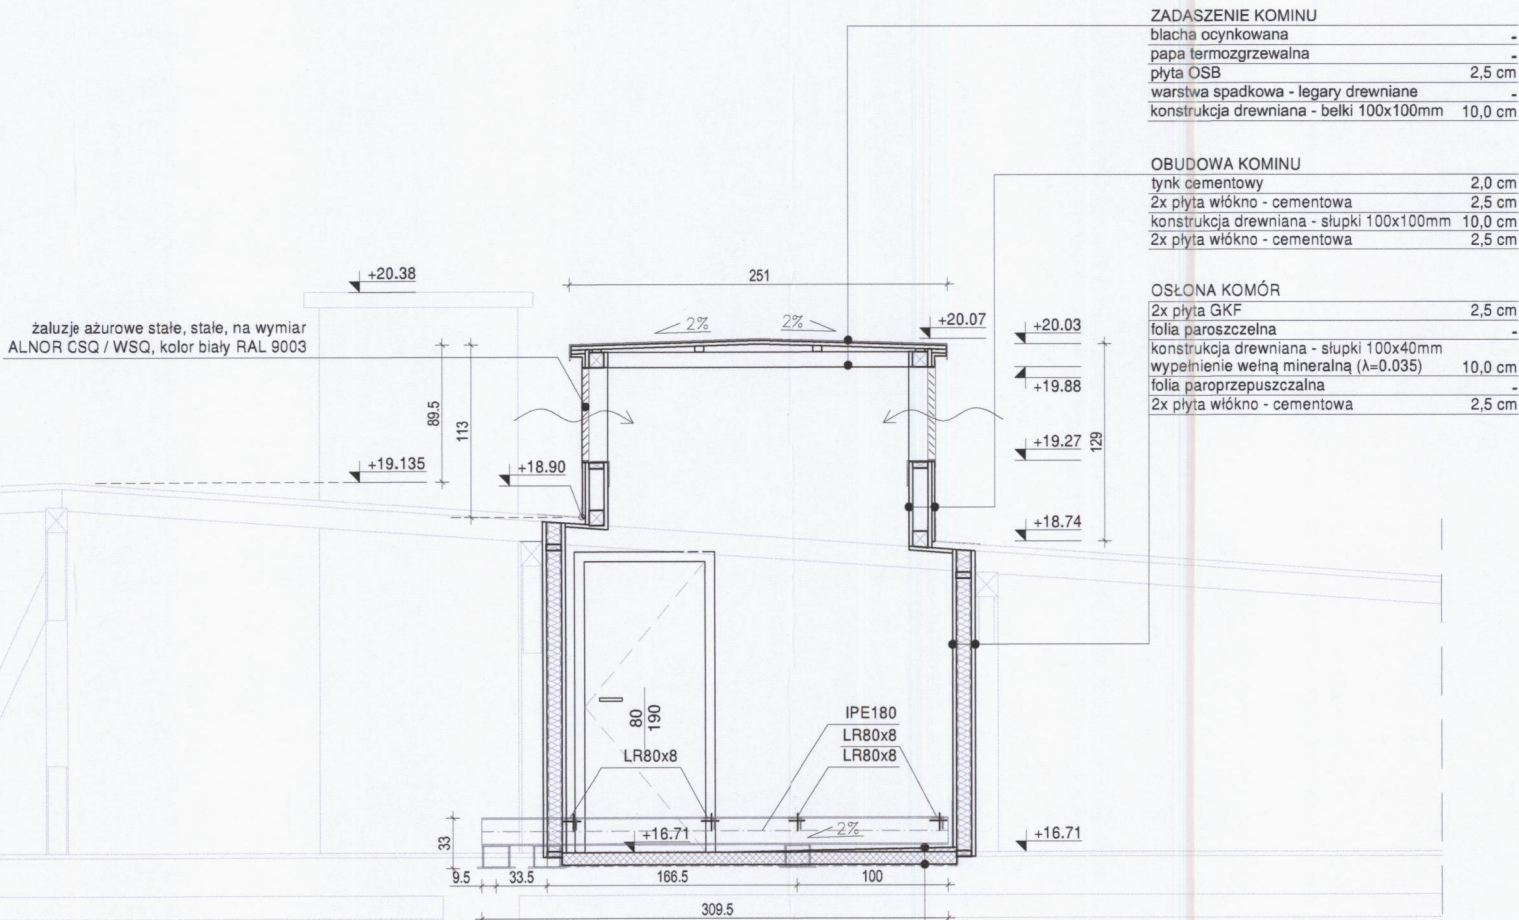 ZADASZENIE KOMINU
blacha ocynkowana -
papa termozgrzewalna -
płyta OSB 2,5 cm
warstwa spadkowa - legary drewniane -
konstrukcja drewniana - belki 100x100mm 10,0 cm
OBUDOWA KOMINU
tynk cementowy 2,0 cm
2x płyta włókno - cementowa 2,5 cm
konstrukcja drewniana - słupki 100x100mm 10,0 cm
2x płyta włókno - cementowa 2,5 cm
OSŁONA KOMÓR
2x płyta GKF 2,5 cm
folia paroszczelna -
konstrukcja drewniana - słupki 100x40mm
wypełnienie wełną mineralną (λ=0.035) 10,0 cm
folia paroprzepuszczalna -
2x płyta włókno - cementowa 2,5 cm
+20.38
251
żaluzje ażurowe stałe, stałe, na wymiar
ALNOR CSQ / WSQ, kolor biały RAL 9003
2%
2%
+20.07
+20.03
+19.88
89.5
113
129
+19.27
+19.135
+18.90
+18.74
80
190
IPE180
LR80x8
LR80x8
LR80x8
2%
+16.71
+16.71
33
9.5
33.5
166.5
100
309.5